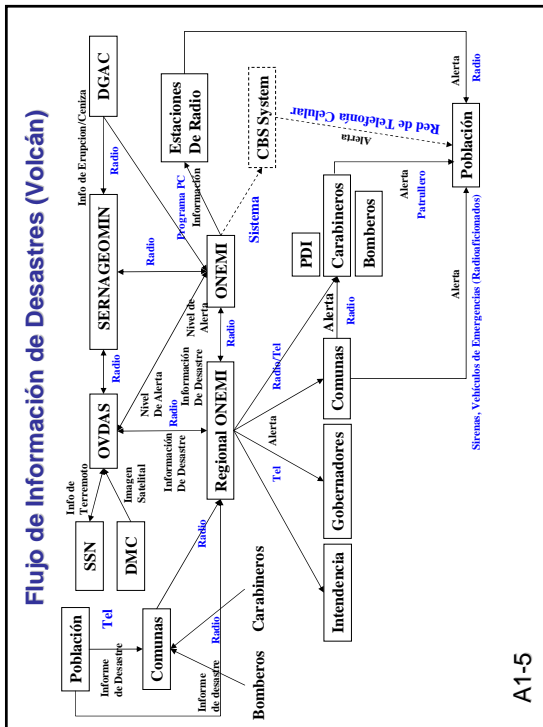 Flujo de Información de Desastres (Volcán)
Población
Tel
Informe
de Desastre
Comunas
Informe
de desastre
Radio
Radio
Bomberos
Carabineros
SSN
DMC
Info de
Terremoto
Imagen
Satelital
OVDAS
Radio
SERNAGEOMIN
Info de Erupcion/Ceniza
Radio
DGAC
Información
De Desastre
Nivel
De Alerta
Radio
Información
De Desastre
Nivel de
Alerta
Radio
Radio
Regional ONEMI
ONEMI
Programa PC
Información
Estaciones
De Radio
Sistema
CBS System
Alerta
Red de Telefonía Celular
Tel
Alerta
Radio/Tel
Intendencia
Gobernadores
Comunas
Alerta
Radio
PDI
Carabineros
Bomberos
Alerta
Patrullero
Alerta
Radio
Población
Alerta
Sirenas, Vehículos de Emergencias (Radioaficionados)
A1-5